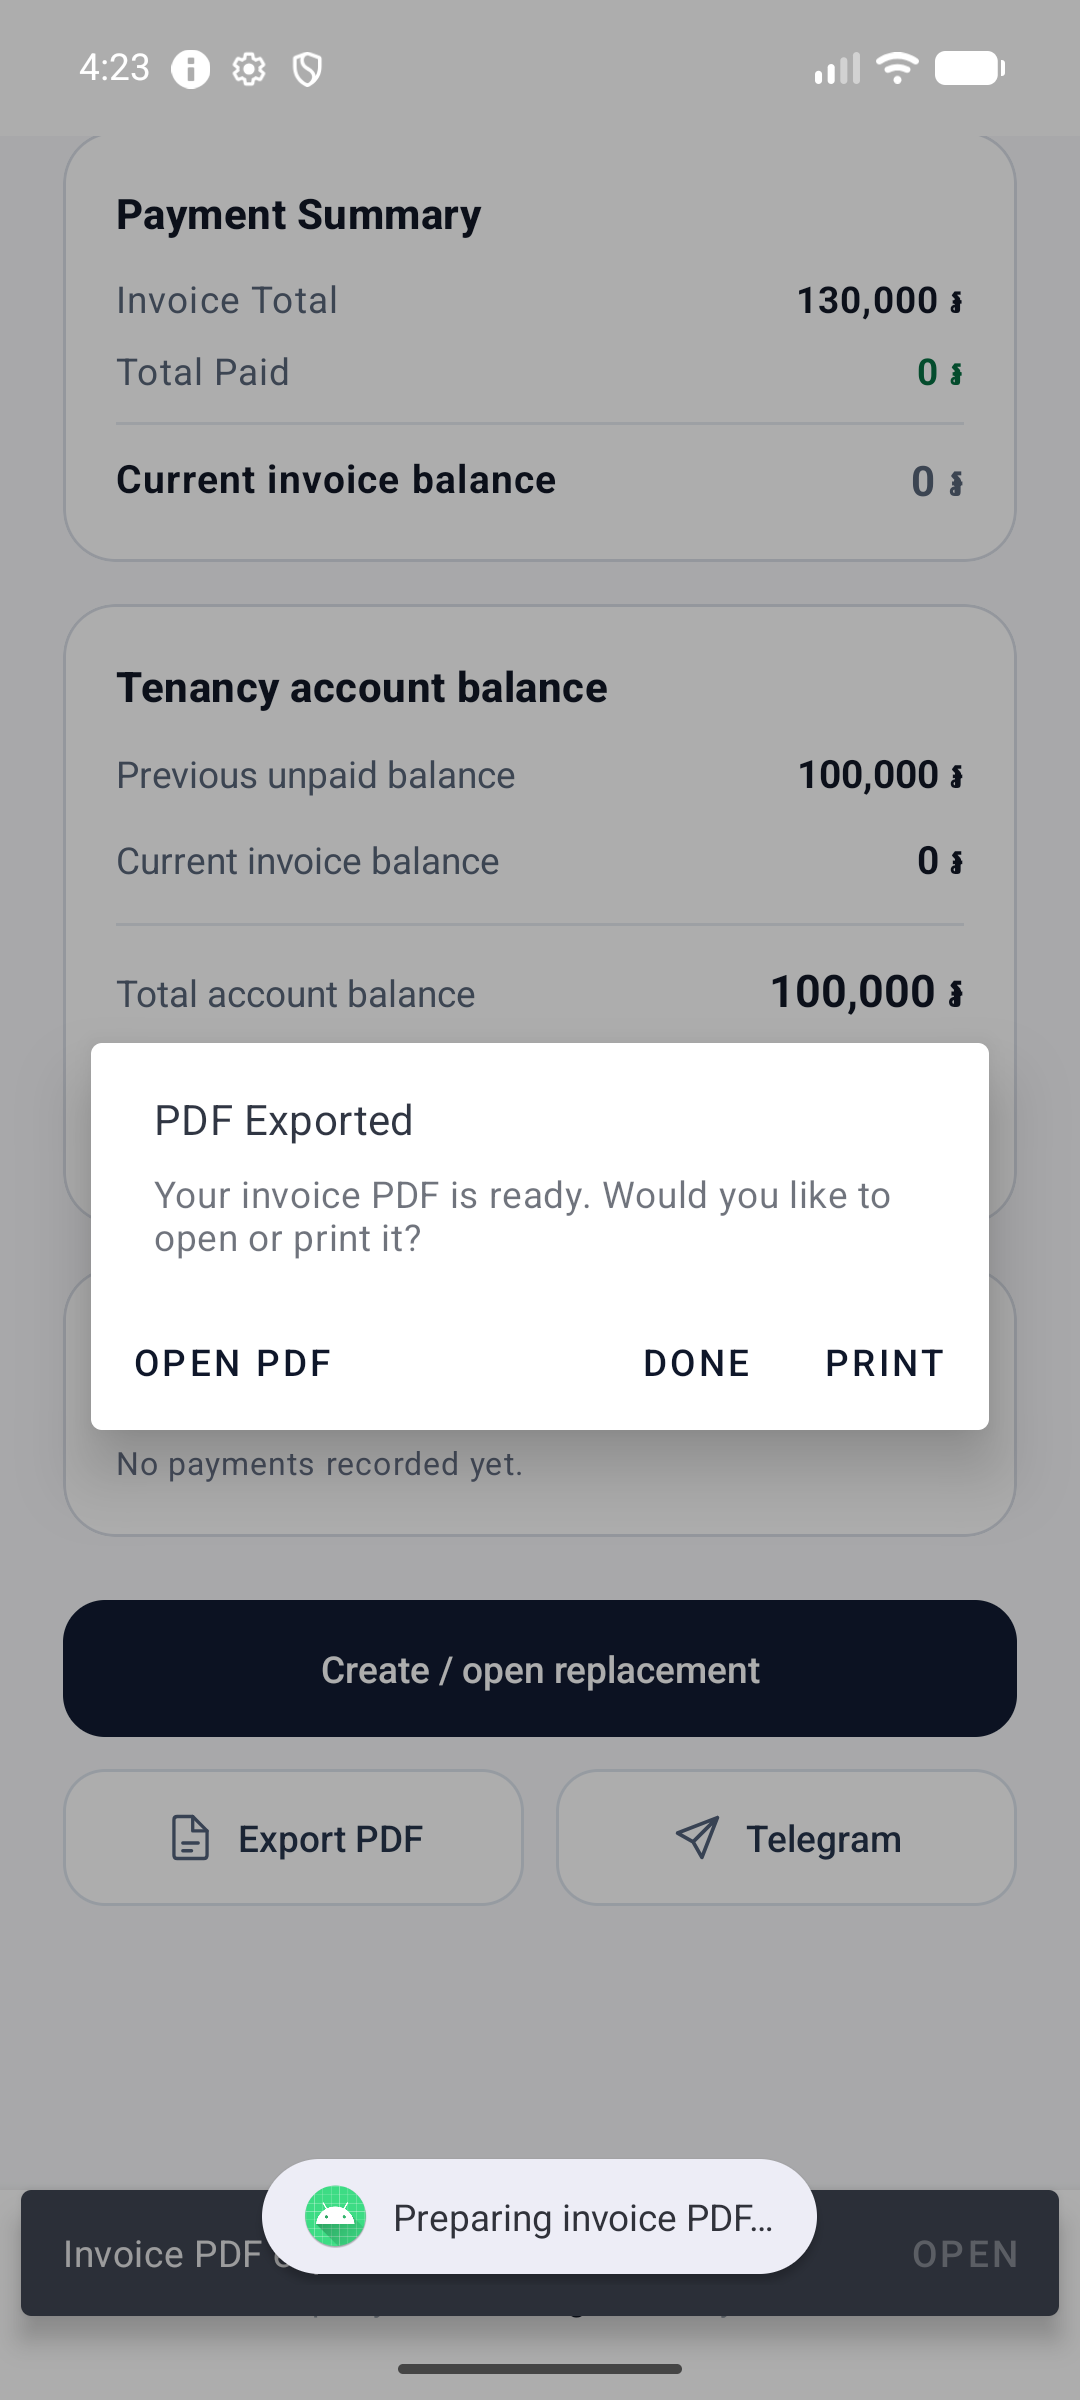 4:23
Payment Summary
Invoice Total 130,000 ៛
Total Paid 0 ៛
Current invoice balance 0 ៛
Tenancy account balance
Previous unpaid balance 100,000 ៛
Current invoice balance 0 ៛
Total account balance 100,000 ៛
PDF Exported
Your invoice PDF is ready. Would you like to
open or print it?
OPEN PDF DONE PRINT
No payments recorded yet.
Create / open replacement
Export PDF Telegram
Preparing invoice PDF...
Invoice PDF OPEN